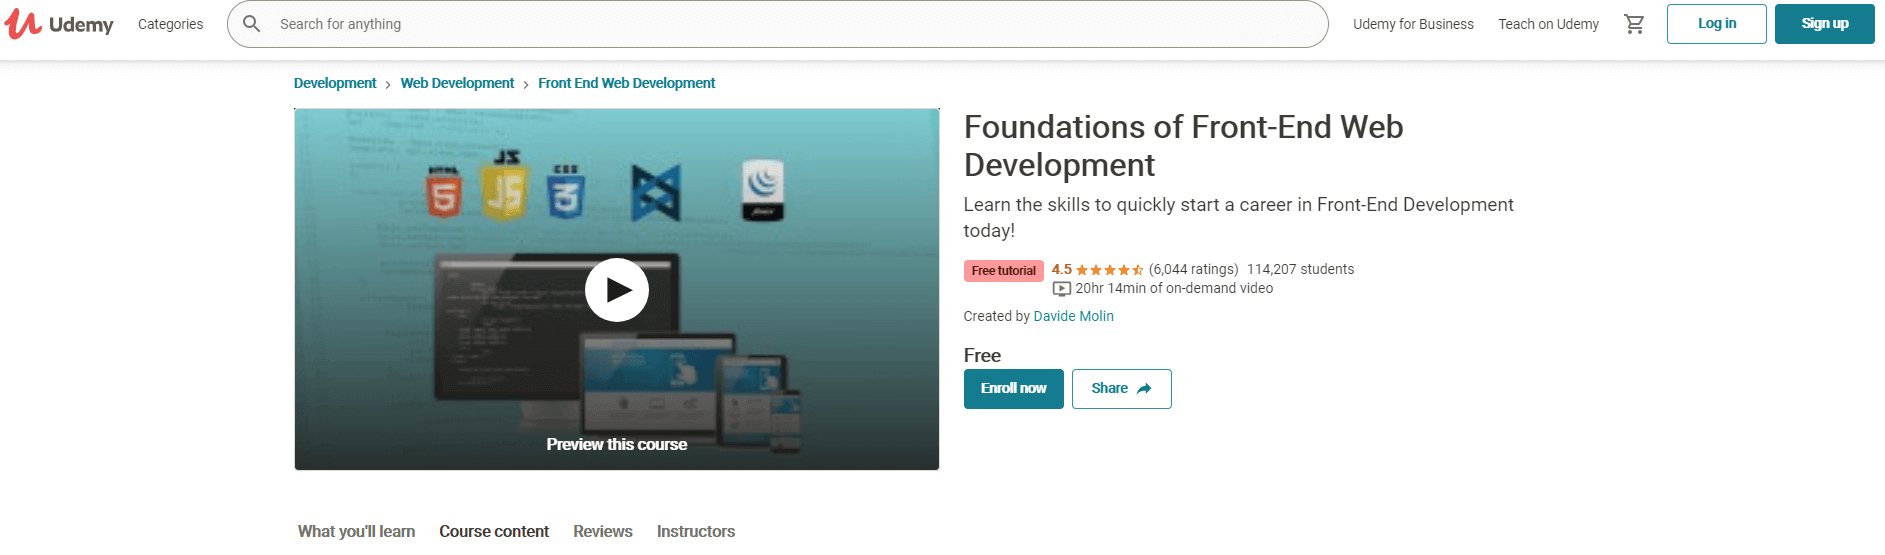 Udemy
Categories
Search for anything
Udemy for Business
Teach on Udemy
Log in
Sign up
Development > Web Development > Front End Web Development
HTML
5
JS
JS
CSS
3
Preview this course
Foundations of Front-End Web
Development
Learn the skills to quickly start a career in Front-End Development
today!
Free tutorial 4.5 (6,044 ratings) 114,207 students
20hr 14min of on-demand video
Created by Davide Molin
Free
Enroll now
Share
What you'll learn
Course content
Reviews
Instructors